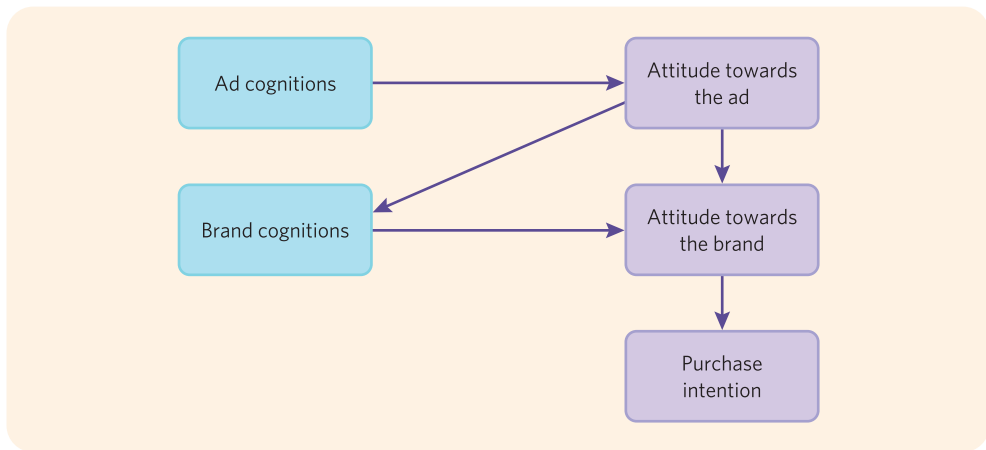 Ad cognitions
Attitude towards
the ad
Brand cognitions
Attitude towards
the brand
Purchase
intention